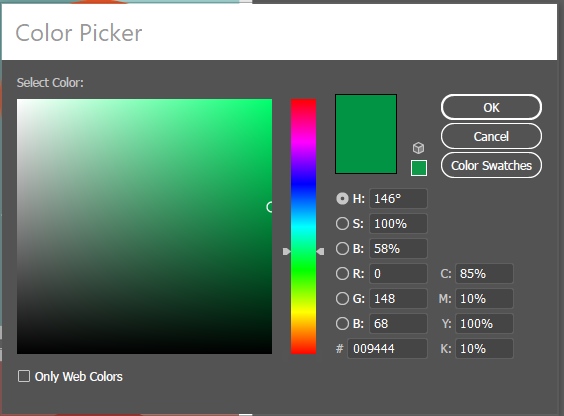 Color Picker
Select Color:
OK
Cancel
Color Swatches
H: 146°
S: 100%
B: 58%
R: 0 C: 85%
G: 148 M: 10%
B: 68 Y: 100%
# 009444 K: 10%
Only Web Colors